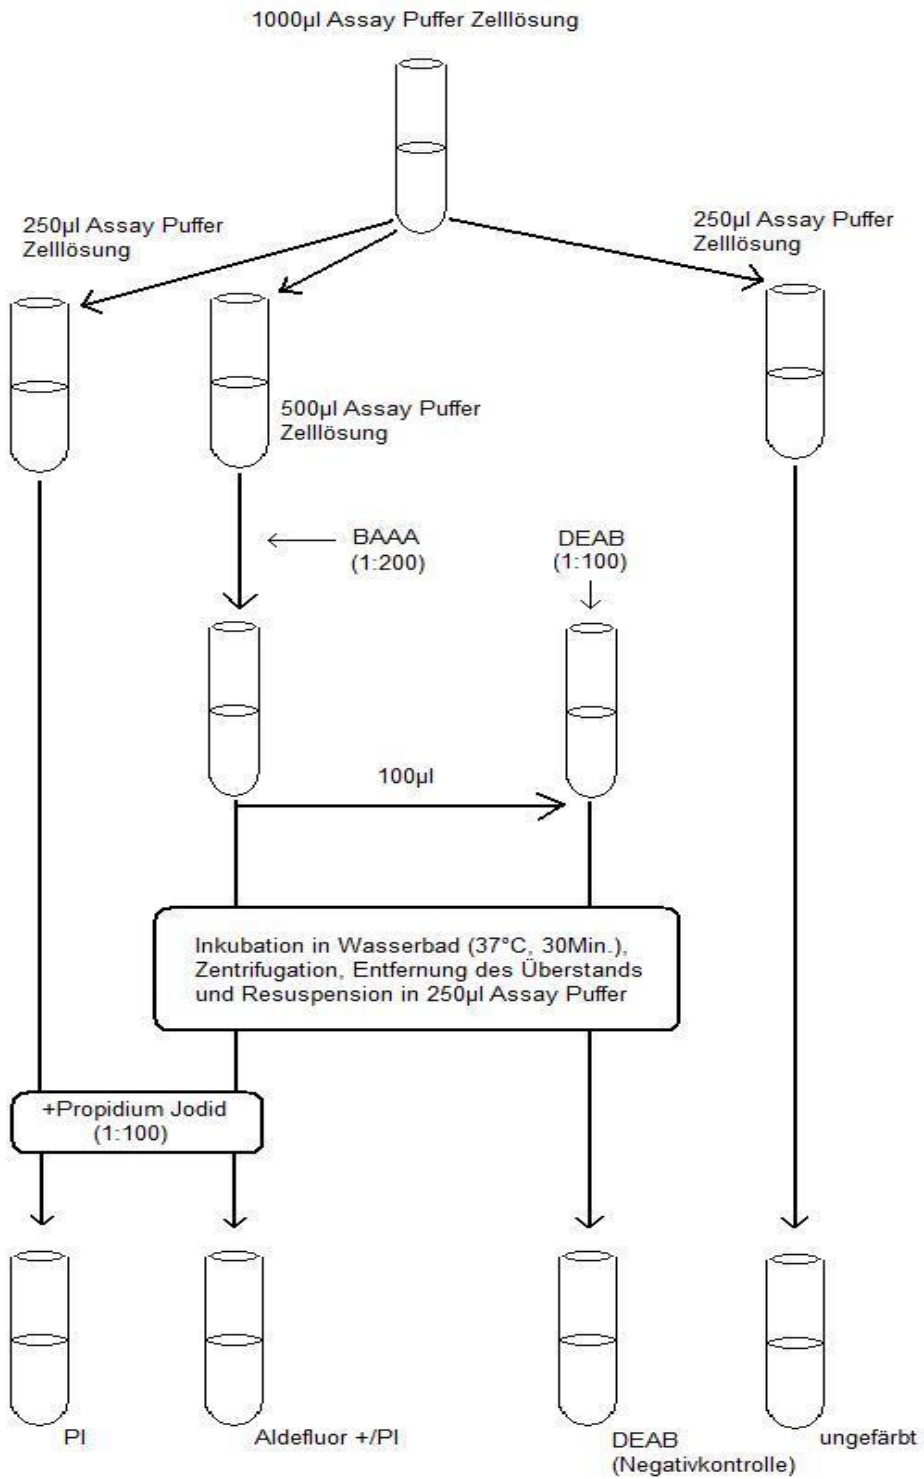 1000µl Assay Puffer Zelllösung
250µl Assay Puffer
Zelllösung
250µl Assay Puffer
Zelllösung
500µl Assay Puffer
Zelllösung
BAAA
(1:200)
DEAB
(1:100)
100µl
Inkubation in Wasserbad (37°C, 30Min.),
Zentrifugation, Entfernung des Überstands
und Resuspension in 250µl Assay Puffer
+Propidium Jodid
(1:100)
PI
Aldefluor +/PI
DEAB
(Negativkontrolle)
ungefärbt